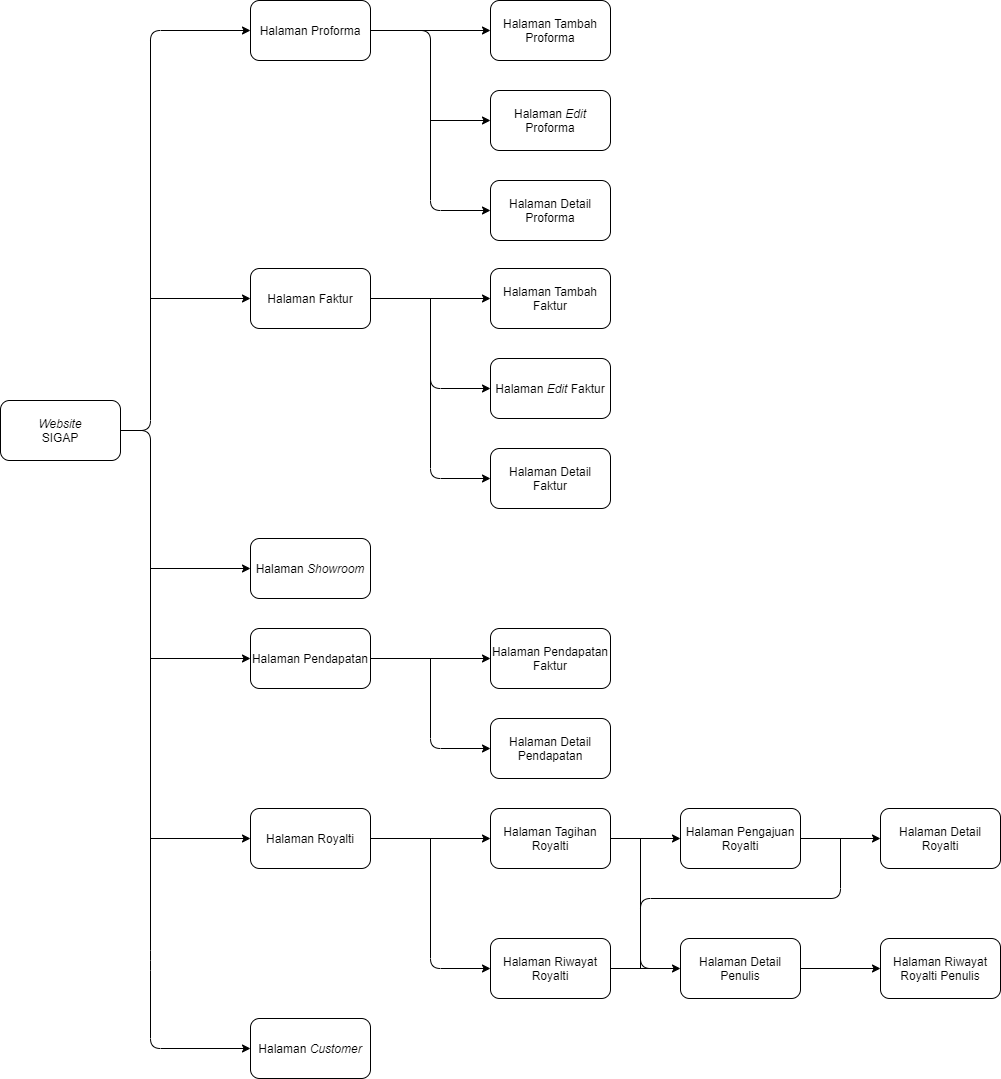 Halaman Proforma
Halaman Tambah
Proforma
Halaman Edit
Proforma
Halaman Detail
Proforma
Halaman Faktur
Halaman Tambah
Faktur
Halaman Edit Faktur
Halaman Detail
Faktur
Website
SIGAP
Halaman Showroom
Halaman Pendapatan
Halaman Pendapatan
Faktur
Halaman Detail
Pendapatan
Halaman Royalti
Halaman Tagihan
Royalti
Halaman Pengajuan
Royalti
Halaman Detail
Royalti
Halaman Riwayat
Royalti
Halaman Detail
Penulis
Halaman Riwayat
Royalti Penulis
Halaman Customer